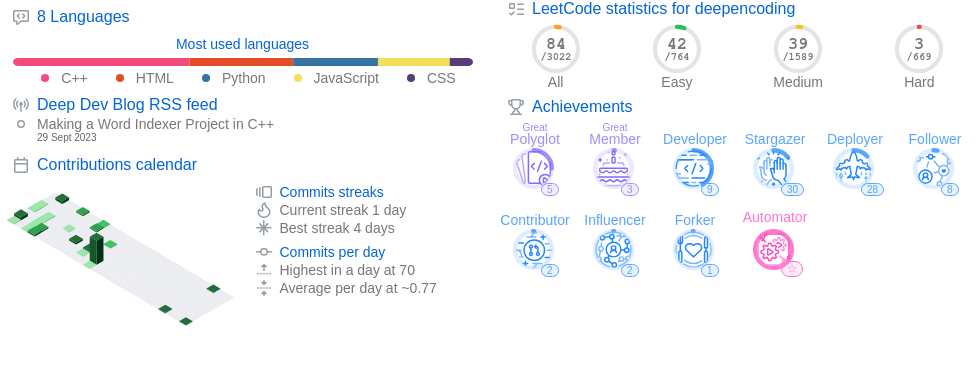 8 Languages
Most used languages
C++ HTML Python JavaScript CSS
Deep Dev Blog RSS feed
Making a Word Indexer Project in C++
29 Sept 2023
Contributions calendar
Commits streaks
Current streak 1 day
Best streak 4 days
Commits per day
Highest in a day at 70
Average per day at ~0.77
LeetCode statistics for deepencoding
84 42 39 3
/3022 /764 /1589 /669
All Easy Medium Hard
Achievements
Great Great
Polyglot Member Developer Stargazer Deployer Follower
5 3 9 30 28 8
Contributor Influencer Forker Automator
2 2 1